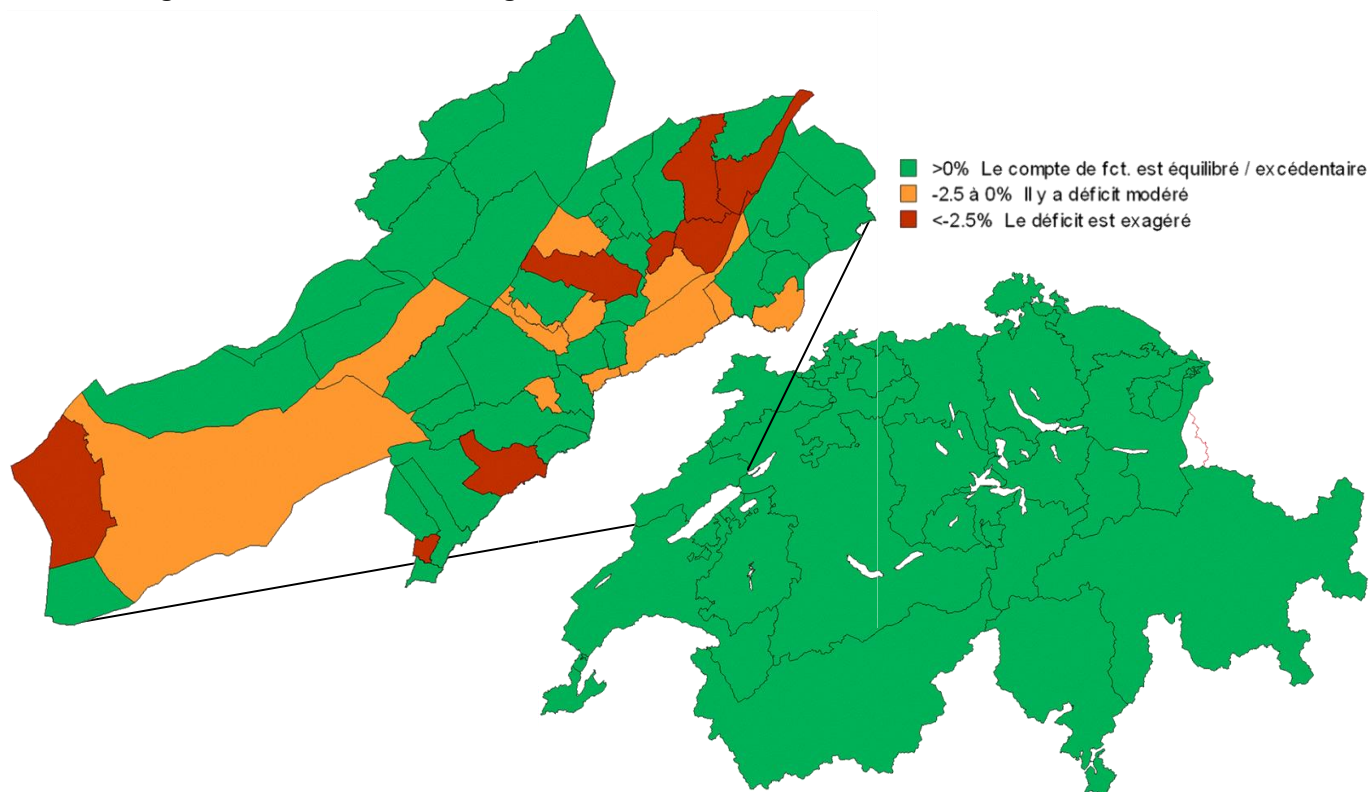 >0% Le compte de fct. est équilibré / excédentaire
-2.5 à 0% Il y a déficit modéré
<-2.5% Le déficit est exagéré